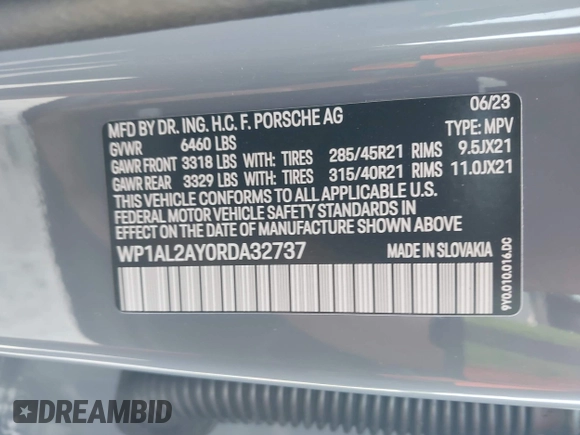 MFD BY DR. ING. H.C. F. PORSCHE AG 06/23
GVWR 6460 LBS TYPE: MPV
GAWR FRONT 3318 LBS WITH: TIRES 285/45R21 RIMS 9.5JX21
GAWR REAR 3329 LBS WITH: TIRES 315/40R21 RIMS 11.0JX21
THIS VEHICLE CONFORMS TO ALL APPLICABLE U.S.
FEDERAL MOTOR VEHICLE SAFETY STANDARDS IN
EFFECT ON THE DATE OF MANUFACTURE SHOWN ABOVE
WP1AL2AY0RDA32737 MADE IN SLOVAKIA
9Y0.010.016.DC
DREAMBID